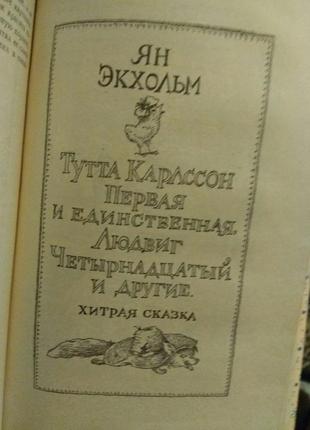 ЯН
ЭКХОЛЬМ
ТУТТА КАРЛССОН
ПЕРВАЯ
И ЕДИНСТВЕННАЯ,
ЛЮДВИГ
ЧЕТЫРНАДЦАТЫЙ
И ДРУГИЕ.
ХИТРАЯ СКАЗКА